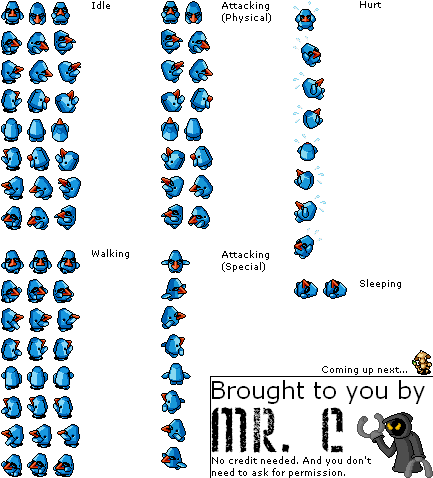 Idle
Attacking
(Physical)
Hurt
Walking
Attacking
(Special)
Sleeping
Coming up next...
Brought to you by
MR. C
No credit needed. And you don't
need to ask for permission.